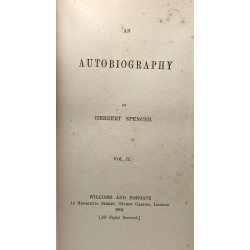 AN
AUTOBIOGRAPHY
BY
HERBERT SPENCER
VOL. II.
WILLIAMS AND NORGATE
14 HENRIETTA STREET, COVENT GARDEN, LONDON
1904
[All Rights Reserved.]